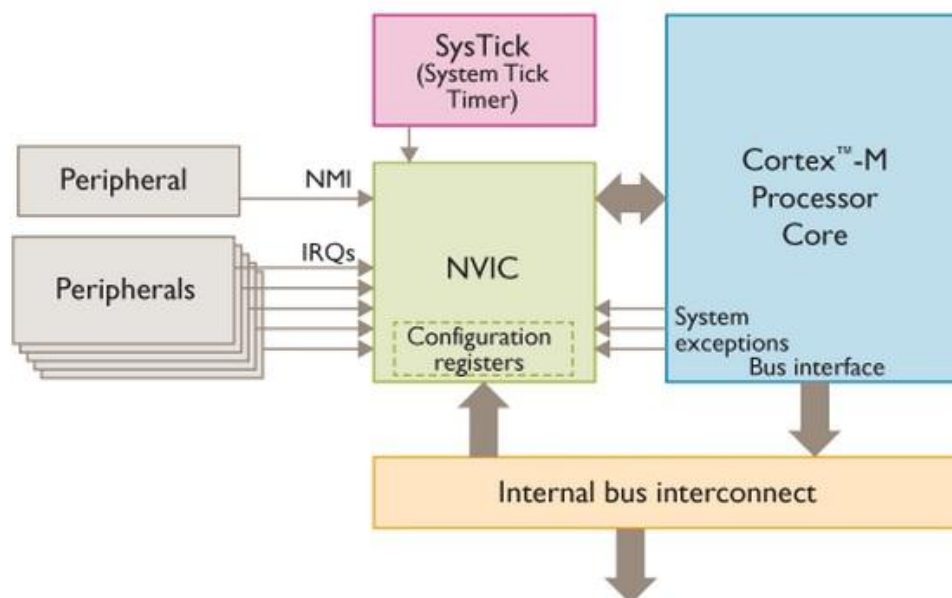 SysTick
(System Tick
Timer)
Peripheral
NMI
Cortex™-M
Processor
Core
IRQs
Peripherals
NVIC
Configuration
registers
System
exceptions
Bus interface
Internal bus interconnect